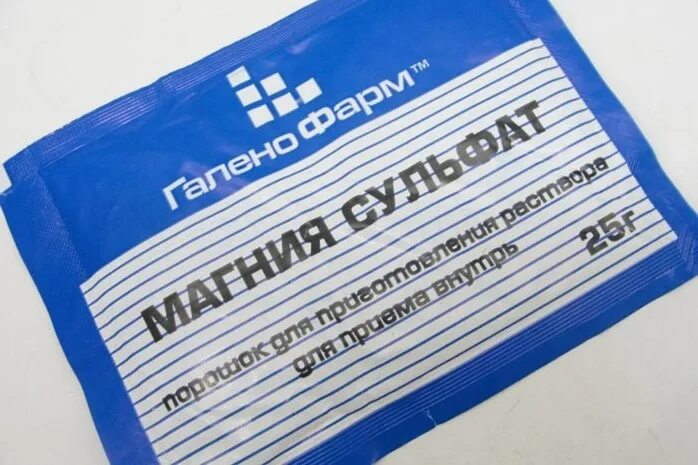 ГаленоФарм™
МАГНИЯ СУЛЬФАТ
порошок для приготовления раствора
для приема внутрь
25г